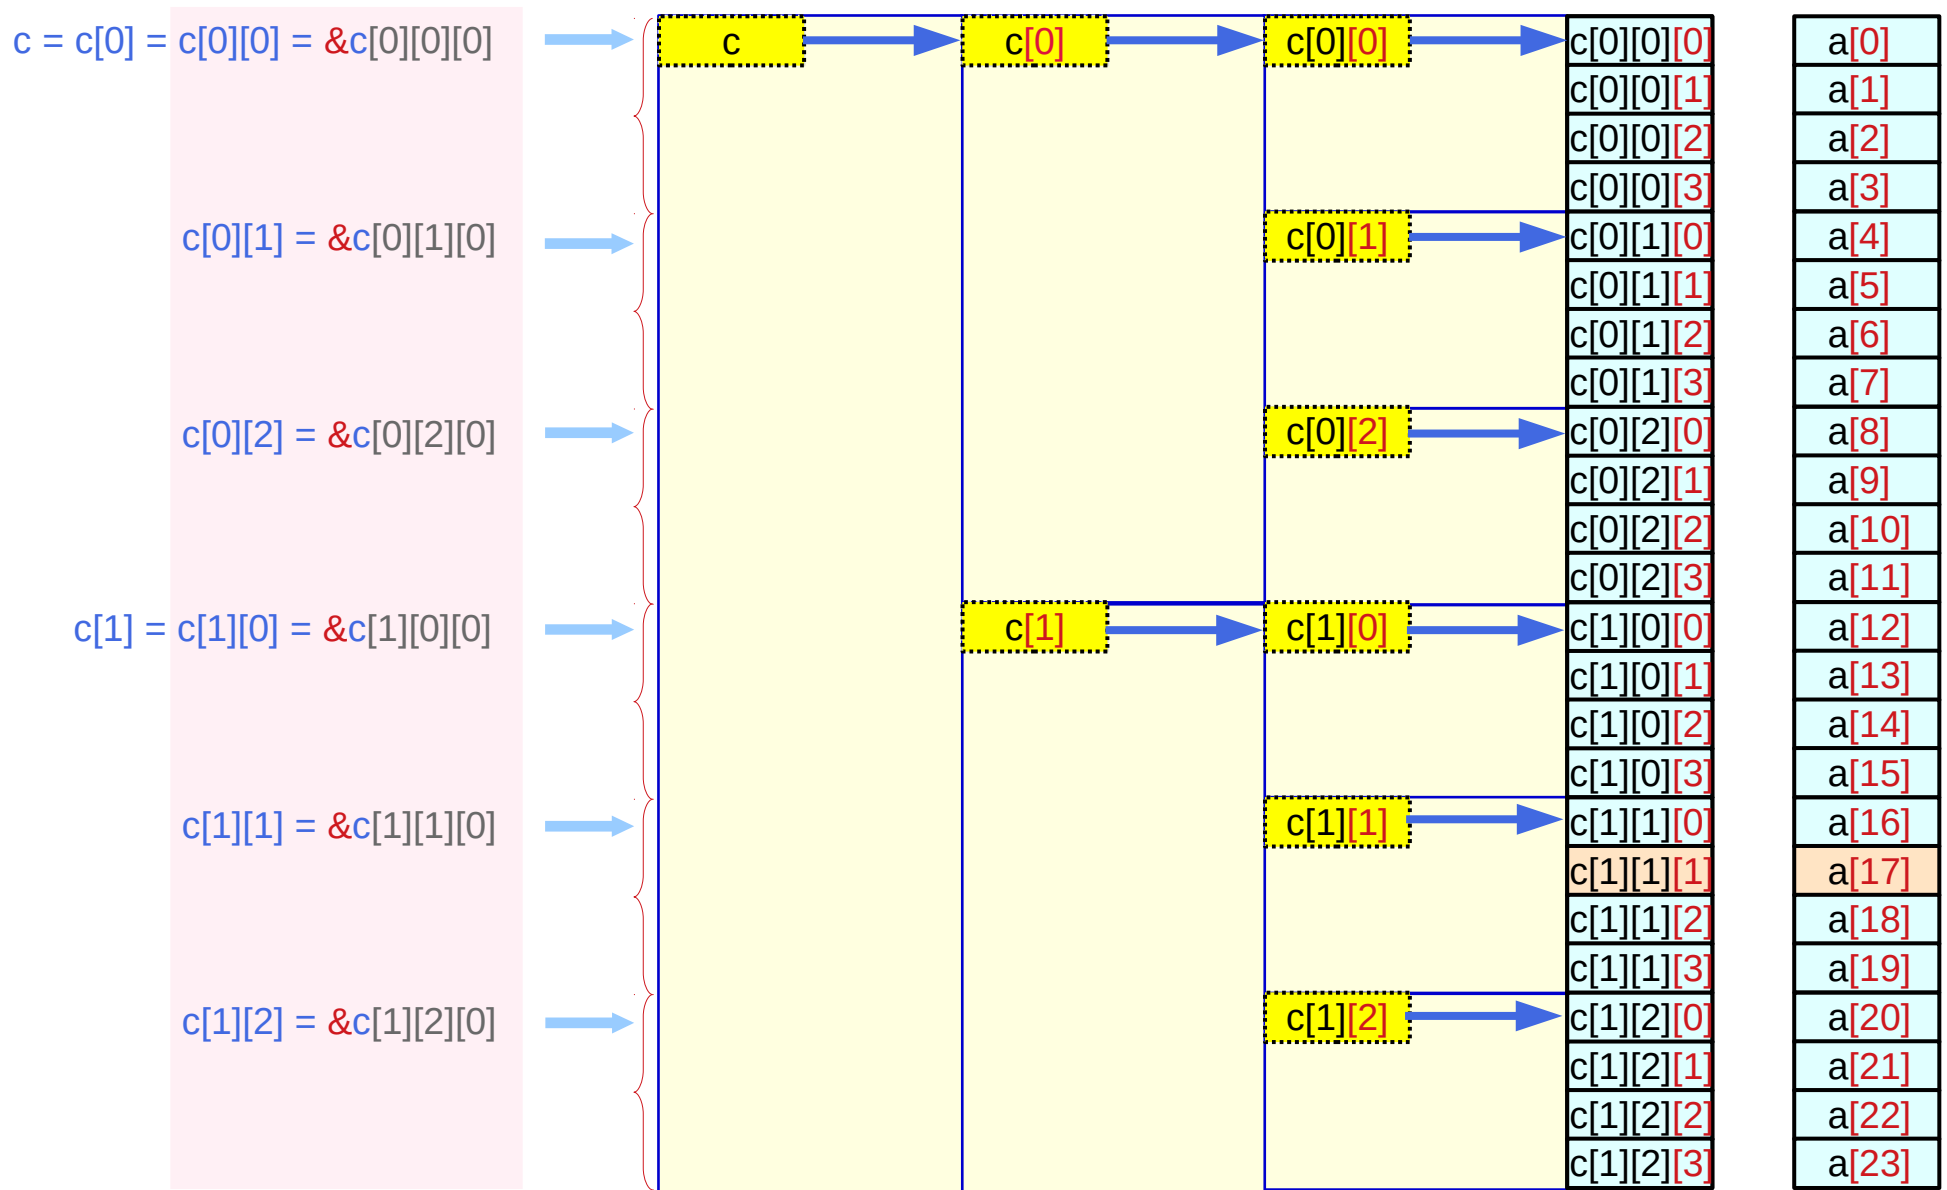 c = c[0] = c[0][0] = &c[0][0][0] c c[0] c[0][0] c[0][0][0] a[0]
c[0][0][1] a[1]
c[0][0][2] a[2]
c[0][0][3] a[3]
c[0][1] = &c[0][1][0] c[0][1] c[0][1][0] a[4]
c[0][1][1] a[5]
c[0][1][2] a[6]
c[0][1][3] a[7]
c[0][2] = &c[0][2][0] c[0][2] c[0][2][0] a[8]
c[0][2][1] a[9]
c[0][2][2] a[10]
c[0][2][3] a[11]
c[1] = c[1][0] = &c[1][0][0] c[1] c[1][0] c[1][0][0] a[12]
c[1][0][1] a[13]
c[1][0][2] a[14]
c[1][0][3] a[15]
c[1][1] = &c[1][1][0] c[1][1] c[1][1][0] a[16]
c[1][1][1] a[17]
c[1][1][2] a[18]
c[1][1][3] a[19]
c[1][2] = &c[1][2][0] c[1][2] c[1][2][0] a[20]
c[1][2][1] a[21]
c[1][2][2] a[22]
c[1][2][3] a[23]